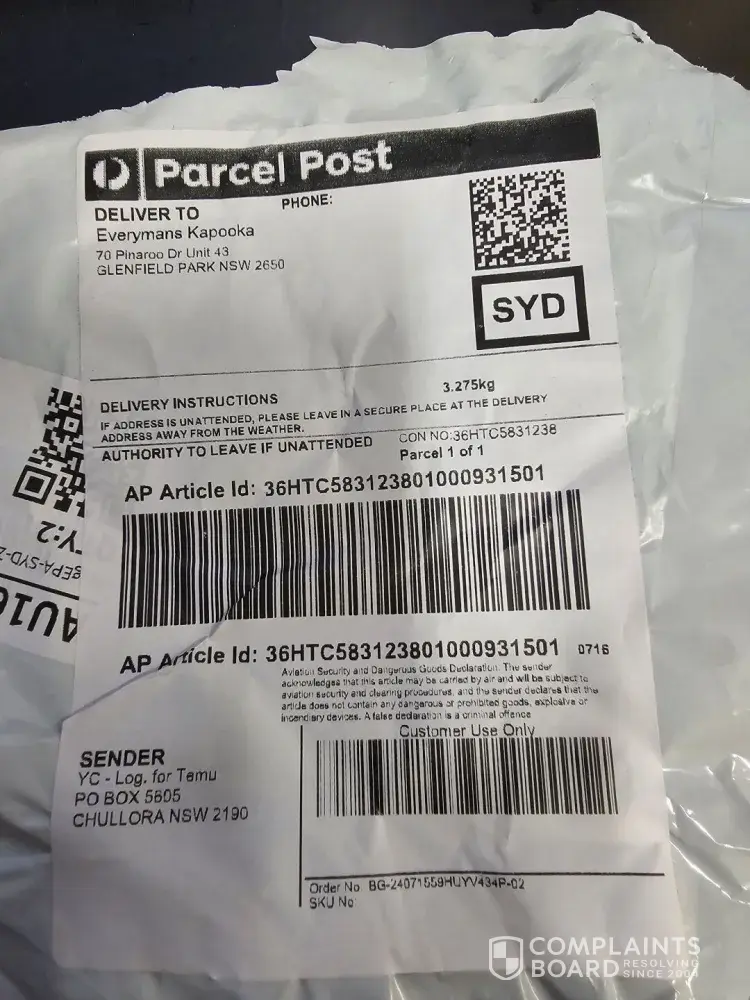 Parcel Post
DELIVER TO
PHONE:
Everymans Kapooka
70 Pinaroo Dr Unit 43
GLENFIELD PARK NSW 2650
SYD
DELIVERY INSTRUCTIONS
3.275kg
IF ADDRESS IS UNATTENDED, PLEASE LEAVE IN A SECURE PLACE AT THE DELIVERY
ADDRESS AWAY FROM THE WEATHER.
AUTHORITY TO LEAVE IF UNATTENDED
CON NO:36HTC5831238
Parcel 1 of 1
AP Article Id: 36HTC583123801000931501
AP Article Id: 36HTC583123801000931501 0716
Aviation Security and Dangerous Goods Declaration. The sender
acknowledges that this article may be carried by air and will be subject to
aviation security and clearing procedures, and the sender declares that the
article does not contain any dangerous or prohibited goods, explosive or
incendiary devices. A false declaration is a criminal offence
Customer Use Only
SENDER
YC - Log. for Temu
PO BOX 5605
CHULLORA NSW 2190
Order No BG-24071559HUYV434P-02
SKU No
Y:2
AU1
COMPLAINTS
BOARD RESOLVING
SINCE 2004